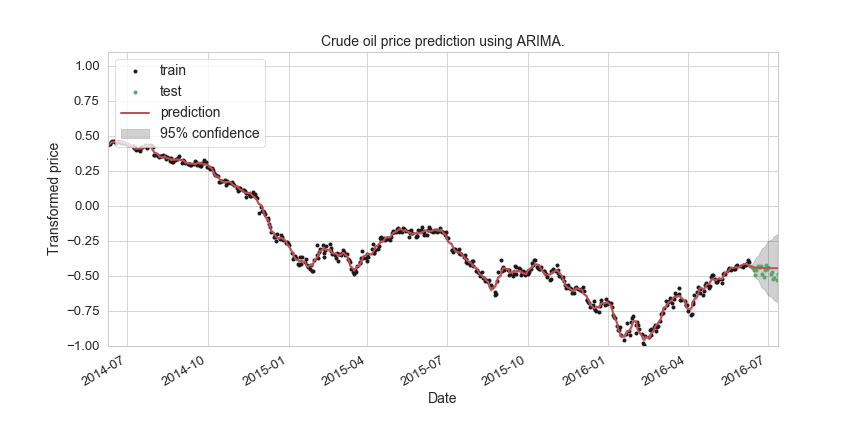 Crude oil price prediction using ARIMA.
train
test
prediction
95% confidence
Transformed price
1.00
0.75
0.50
0.25
0.00
−0.25
−0.50
−0.75
−1.00
2014-07
2014-10
2015-01
2015-04
2015-07
2015-10
2016-01
2016-04
2016-07
Date